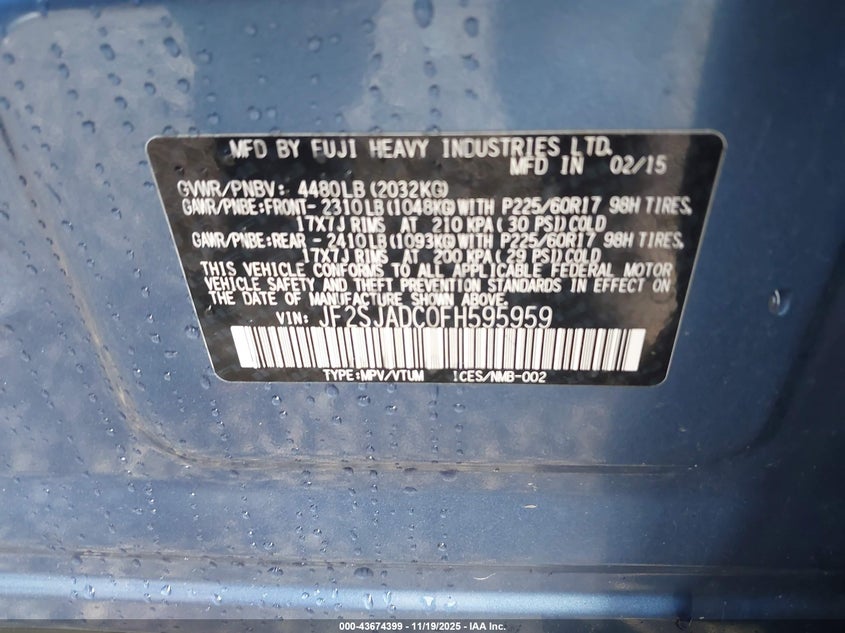 MFD BY FUJI HEAVY INDUSTRIES LTD.
MFD IN 02/15
GVWR/PNBV: 4480LB (2032KG)
GAWR/PNBE:FRONT- 2310LB (1048KG) WITH P225/60R17 98H TIRES,
17X7J RIMS AT 210 KPA ( 30 PSI) COLD
GAWR/PNBE:REAR - 2410LB (1093KG) WITH P225/60R17 98H TIRES,
17X7J RIMS AT 200 KPA (29 PSI) COLD
THIS VEHICLE CONFORMS TO ALL APPLICABLE FEDERAL MOTOR
VEHICLE SAFETY AND THEFT PREVENTION STANDARDS IN EFFECT ON
THE DATE OF MANUFACTURE SHOWN ABOVE.
VIN: JF2SJADC0FH595959
TYPE:MPV/VTUM ICES/NMB-002
000-43674399 - 11/19/2025 - IAA Inc.